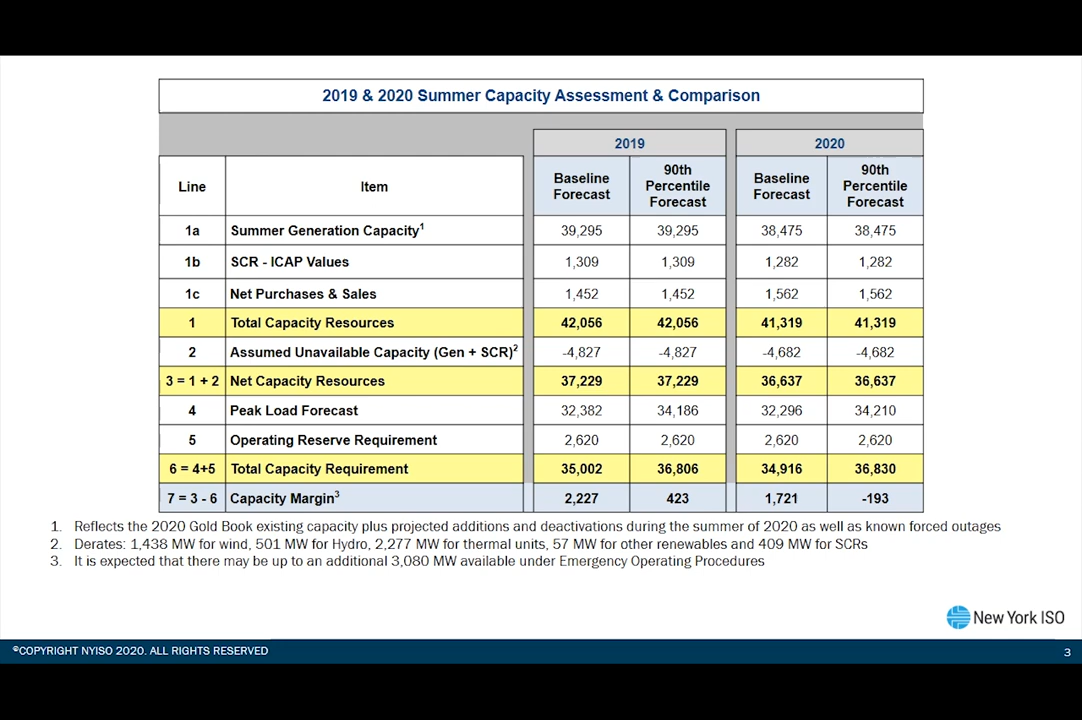 2019 & 2020 Summer Capacity Assessment & Comparison
2019 2020
Line Item Baseline Forecast 90th Percentile Forecast Baseline Forecast 90th Percentile Forecast
1a Summer Generation Capacity1 39,295 39,295 38,475 38,475
1b SCR - ICAP Values 1,309 1,309 1,282 1,282
1c Net Purchases & Sales 1,452 1,452 1,562 1,562
1 Total Capacity Resources 42,056 42,056 41,319 41,319
2 Assumed Unavailable Capacity (Gen + SCR)2 -4,827 -4,827 -4,682 -4,682
3 = 1 + 2 Net Capacity Resources 37,229 37,229 36,637 36,637
4 Peak Load Forecast 32,382 34,186 32,296 34,210
5 Operating Reserve Requirement 2,620 2,620 2,620 2,620
6 = 4+5 Total Capacity Requirement 35,002 36,806 34,916 36,830
7 = 3 - 6 Capacity Margin3 2,227 423 1,721 -193
1. Reflects the 2020 Gold Book existing capacity plus projected additions and deactivations during the summer of 2020 as well as known forced outages
2. Derates: 1,438 MW for wind, 501 MW for Hydro, 2,277 MW for thermal units, 57 MW for other renewables and 409 MW for SCRs
3. It is expected that there may be up to an additional 3,080 MW available under Emergency Operating Procedures
New York ISO
©COPYRIGHT NYISO 2020. ALL RIGHTS RESERVED 3